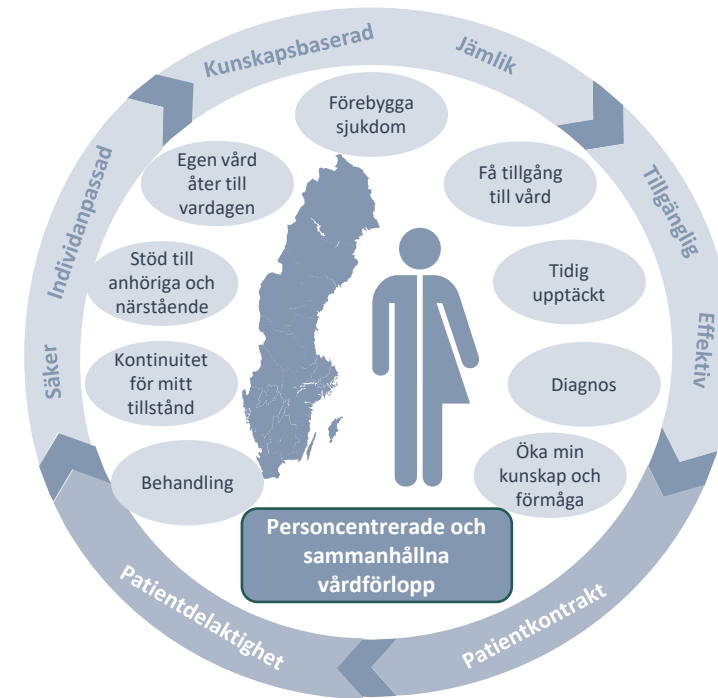 Kunskapsbaserad
Jämlik
Tillgänglig
Effektiv
Patientkontrakt
Patientdelaktighet
Säker
Individanpassad
Förebygga
sjukdom
Få tillgång
till vård
Tidig
upptäckt
Diagnos
Öka min
kunskap och
förmåga
Personcentrerade och
sammanhållna
vårdförlopp
Behandling
Kontinuitet
för mitt
tillstånd
Stöd till
anhöriga och
närstående
Egen vård
åter till
vardagen